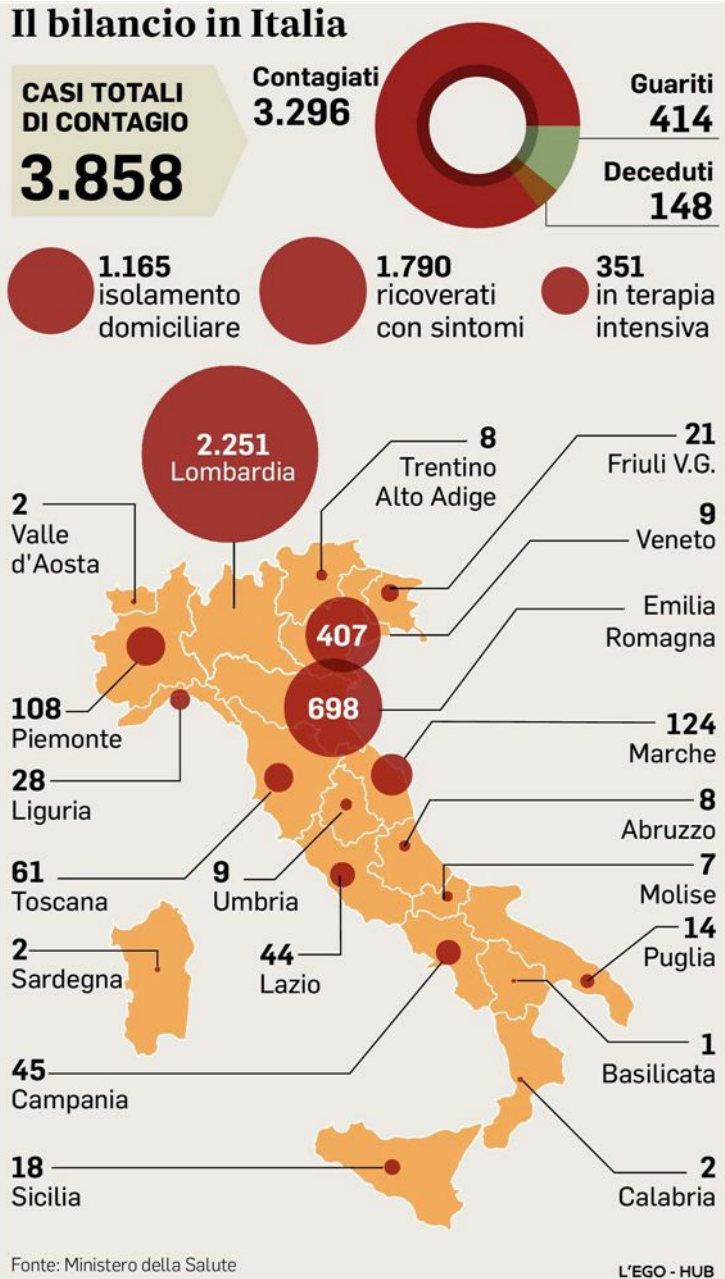 Il bilancio in Italia
CASI TOTALI
DI CONTAGIO
3.858
Contagiati
3.296
Guariti
414
Deceduti
148
1.165
isolamento
domiciliare
1.790
ricoverati
con sintomi
351
in terapia
intensiva
2.251
Lombardia
8
Trentino
Alto Adige
21
Friuli V.G.
2
Valle
d'Aosta
9
Veneto
407
Emilia
Romagna
698
108
Piemonte
124
Marche
28
Liguria
8
Abruzzo
61
Toscana
9
Umbria
7
Molise
44
Lazio
14
Puglia
2
Sardegna
1
Basilicata
45
Campania
18
Sicilia
2
Calabria
Fonte: Ministero della Salute
L'EGO - HUB